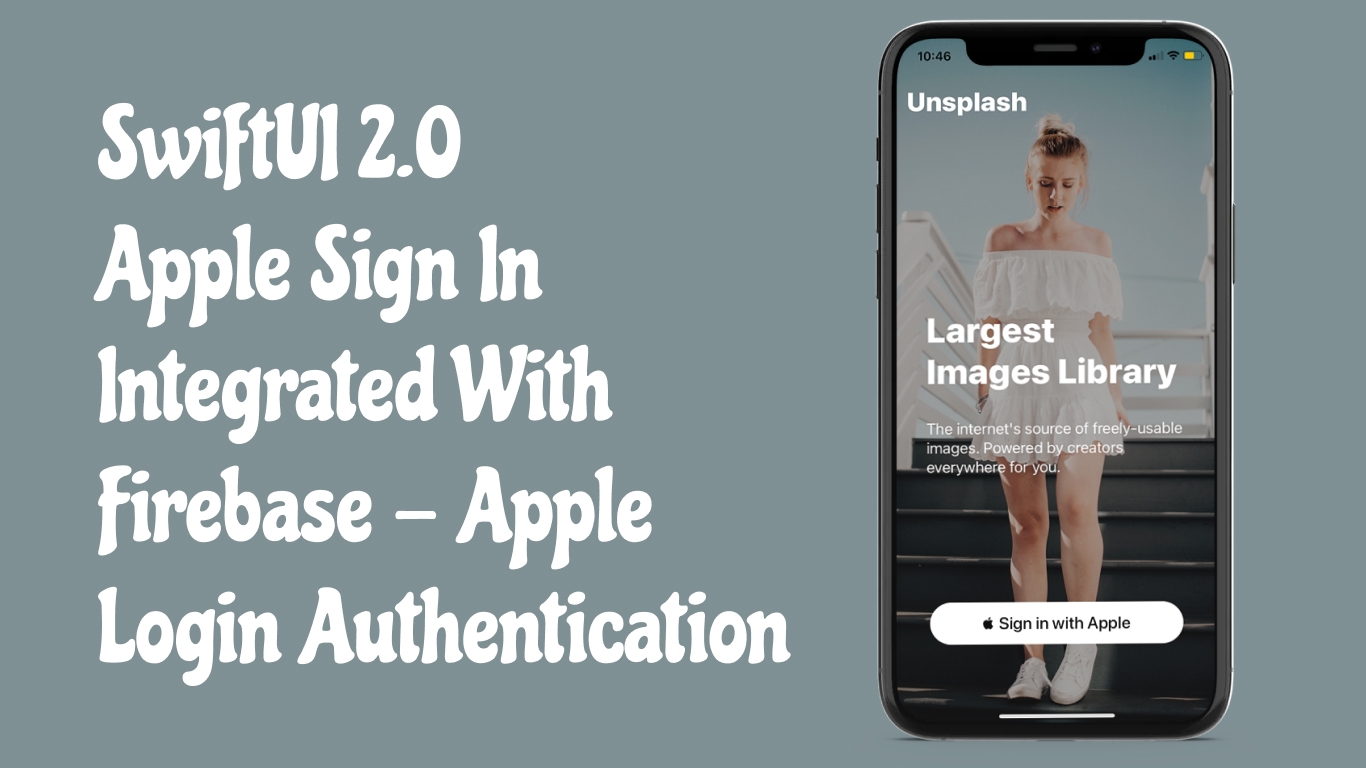 SwiftUI 2.0
Apple Sign In
Integrated With
Firebase - Apple
Login Authentication
10:46
Unsplash
Largest
Images Library
The internet's source of freely-usable
images. Powered by creators
everywhere for you.
Sign in with Apple